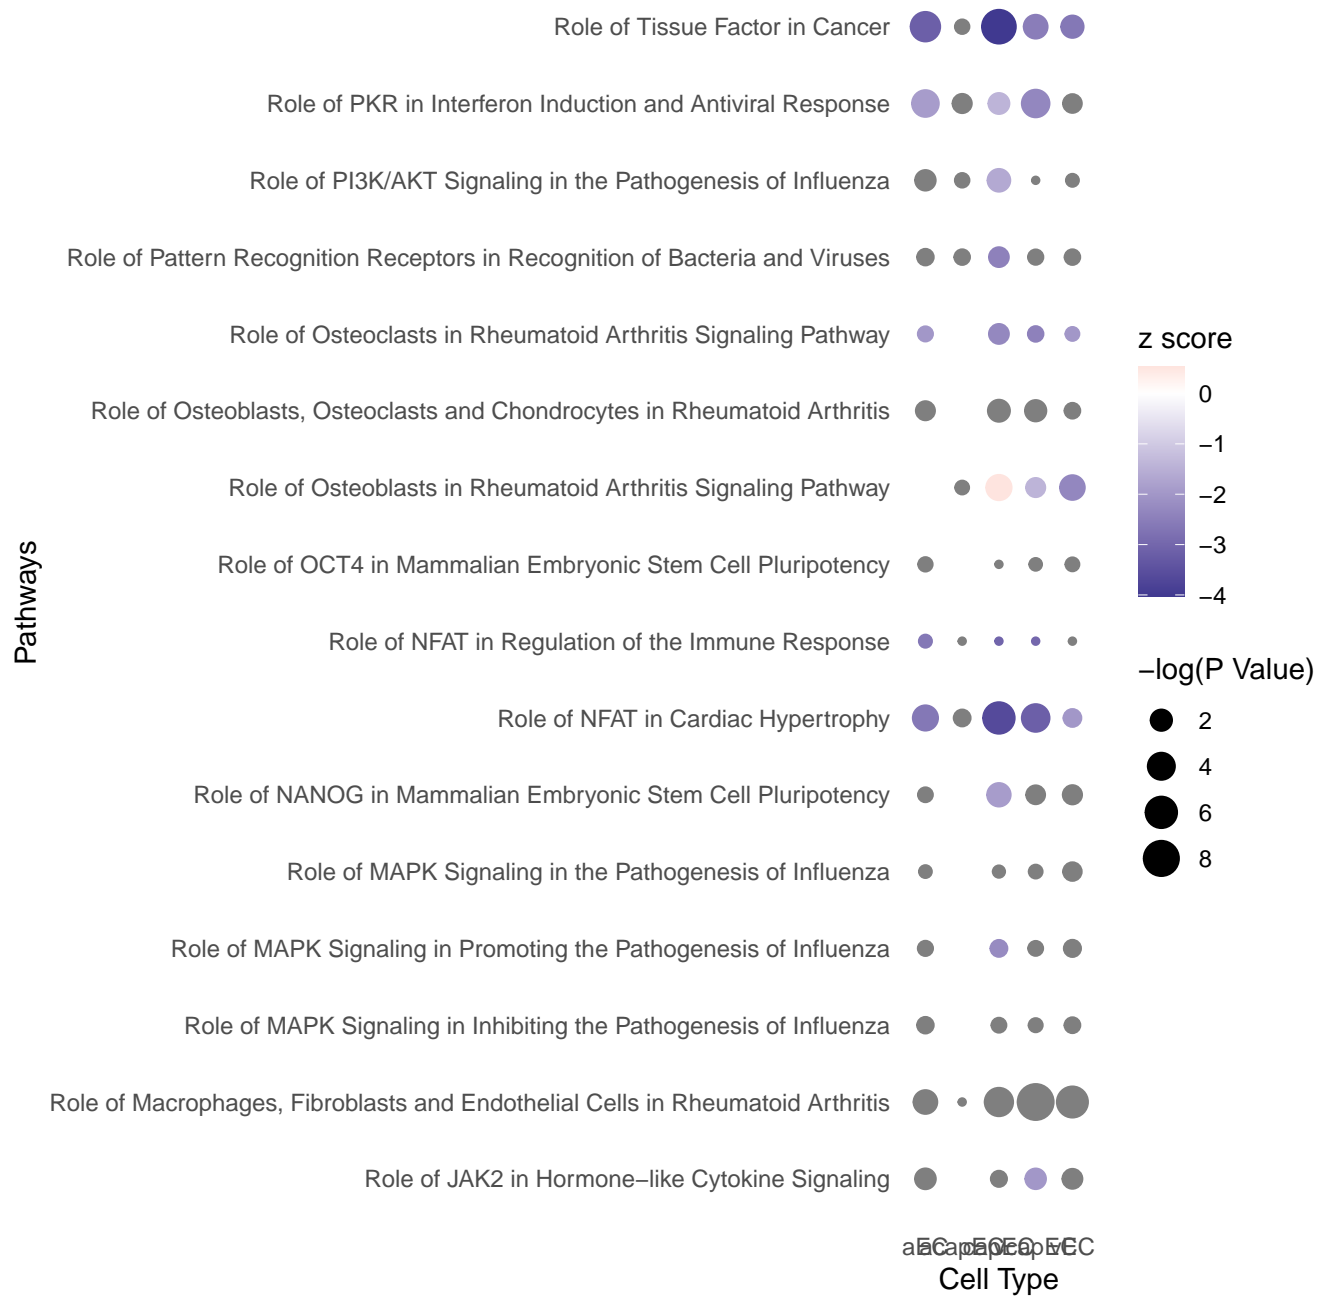 Role of Tissue Factor in Cancer
Role of PKR in Interferon Induction and Antiviral Response
Role of PI3K/AKT Signaling in the Pathogenesis of Influenza
Role of Pattern Recognition Receptors in Recognition of Bacteria and Viruses
Role of Osteoclasts in Rheumatoid Arthritis Signaling Pathway
Role of Osteoblasts, Osteoclasts and Chondrocytes in Rheumatoid Arthritis
Role of Osteoblasts in Rheumatoid Arthritis Signaling Pathway
Role of OCT4 in Mammalian Embryonic Stem Cell Pluripotency
Role of NFAT in Regulation of the Immune Response
Role of NFAT in Cardiac Hypertrophy
Role of NANOG in Mammalian Embryonic Stem Cell Pluripotency
Role of MAPK Signaling in the Pathogenesis of Influenza
Role of MAPK Signaling in Promoting the Pathogenesis of Influenza
Role of MAPK Signaling in Inhibiting the Pathogenesis of Influenza
Role of Macrophages, Fibroblasts and Endothelial Cells in Rheumatoid Arthritis
Role of JAK2 in Hormone−like Cytokine Signaling
Pathways
Cell Type
z score
0
−1
−2
−3
−4
−log(P Value)
2
4
6
8